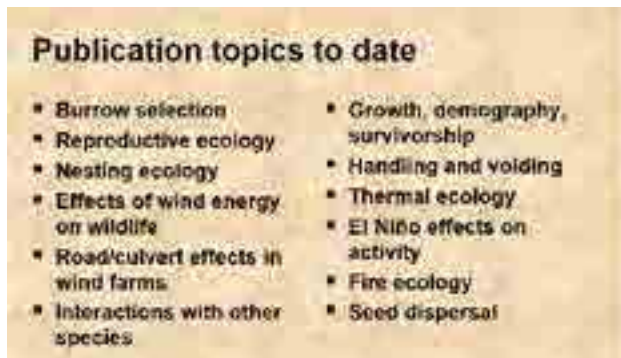 Publication topics to date
▪ Burrow selection
▪ Reproductive ecology
▪ Nesting ecology
▪ Effects of wind energy
on wildlife
▪ Road/culvert effects in
wind farms
▪ Interactions with other
species
▪ Growth, demography,
survivorship
▪ Handling and voiding
▪ Thermal ecology
▪ El Niño effects on
activity
▪ Fire ecology
▪ Seed dispersal